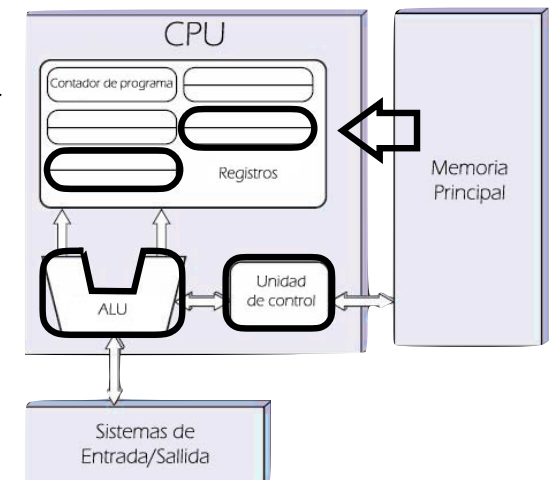 CPU
Contador de programa
Registros
Memoria
Principal
Unidad
de control
ALU
Sistemas de
Entrada/Sallida